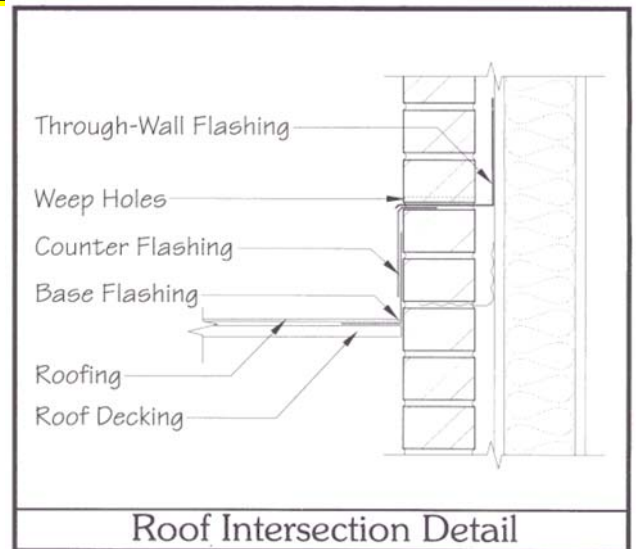 Through-Wall Flashing
Weep Holes
Counter Flashing
Base Flashing
Roofing
Roof Decking
Roof Intersection Detail